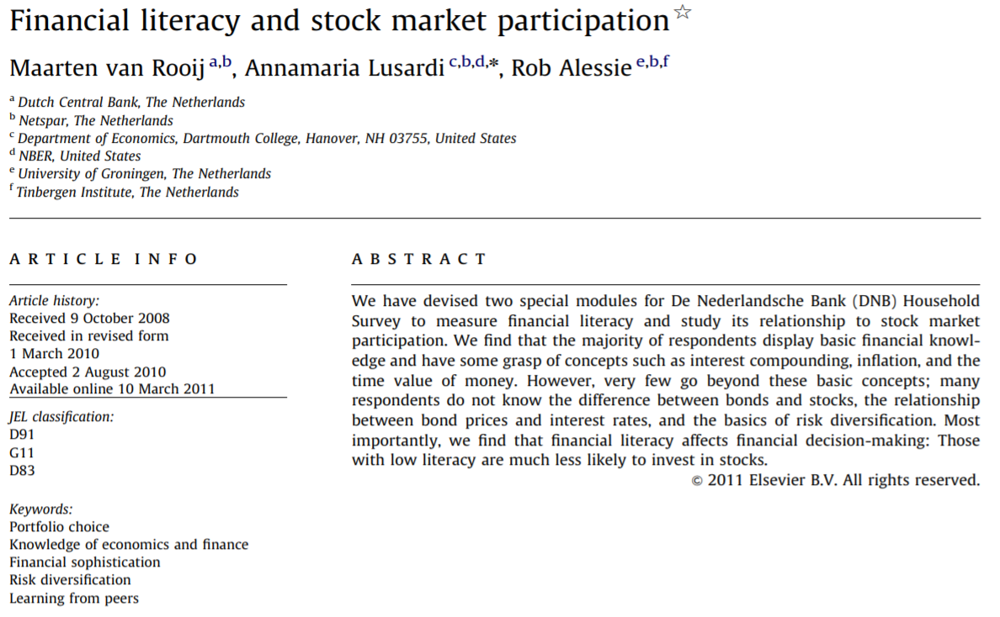 Financial literacy and stock market participation☆
Maarten van Rooij a,b, Annamaria Lusardi c,b,d,*, Rob Alessie e,b,f
a Dutch Central Bank, The Netherlands
b Netspar, The Netherlands
c Department of Economics, Dartmouth College, Hanover, NH 03755, United States
d NBER, United States
e University of Groningen, The Netherlands
f Tinbergen Institute, The Netherlands
ARTICLE INFO
Article history:
Received 9 October 2008
Received in revised form
1 March 2010
Accepted 2 August 2010
Available online 10 March 2011
JEL classification:
D91
G11
D83
Keywords:
Portfolio choice
Knowledge of economics and finance
Financial sophistication
Risk diversification
Learning from peers
ABSTRACT
We have devised two special modules for De Nederlandsche Bank (DNB) Household
Survey to measure financial literacy and study its relationship to stock market
participation. We find that the majority of respondents display basic financial knowl-
edge and have some grasp of concepts such as interest compounding, inflation, and the
time value of money. However, very few go beyond these basic concepts; many
respondents do not know the difference between bonds and stocks, the relationship
between bond prices and interest rates, and the basics of risk diversification. Most
importantly, we find that financial literacy affects financial decision-making: Those
with low literacy are much less likely to invest in stocks.
© 2011 Elsevier B.V. All rights reserved.